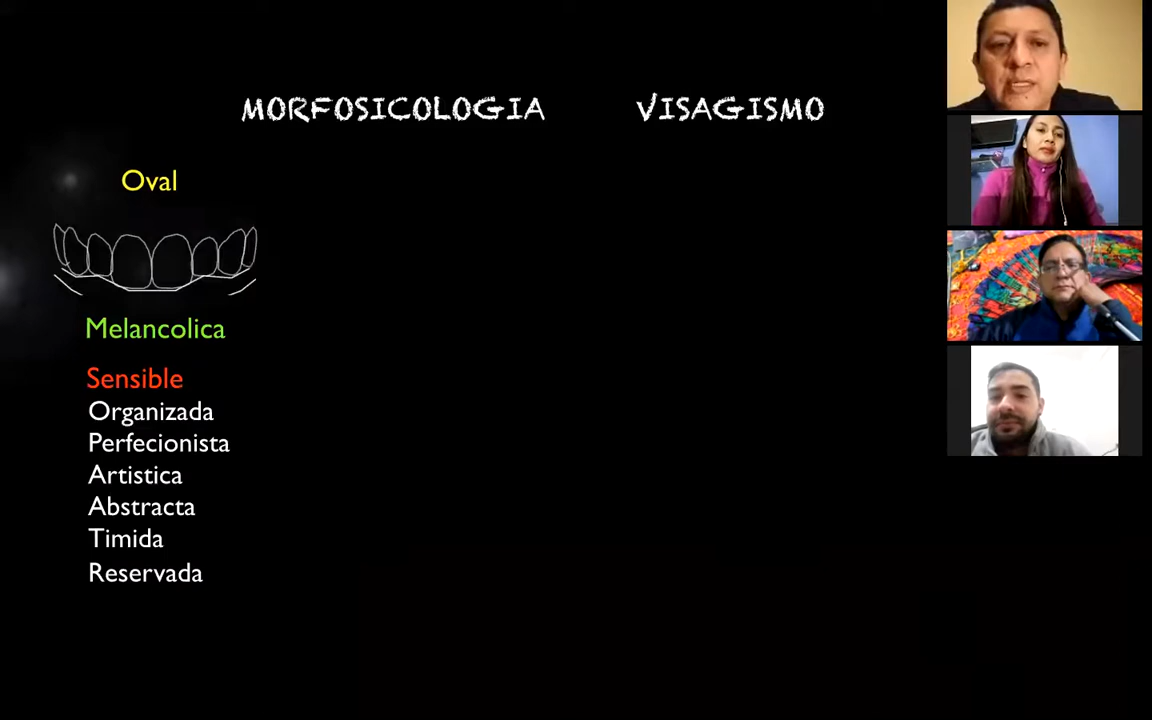 MORFOSICOLOGIA VISAGISMO
Oval
Melancolica
Sensible
Organizada
Perfecionista
Artistica
Abstracta
Timida
Reservada